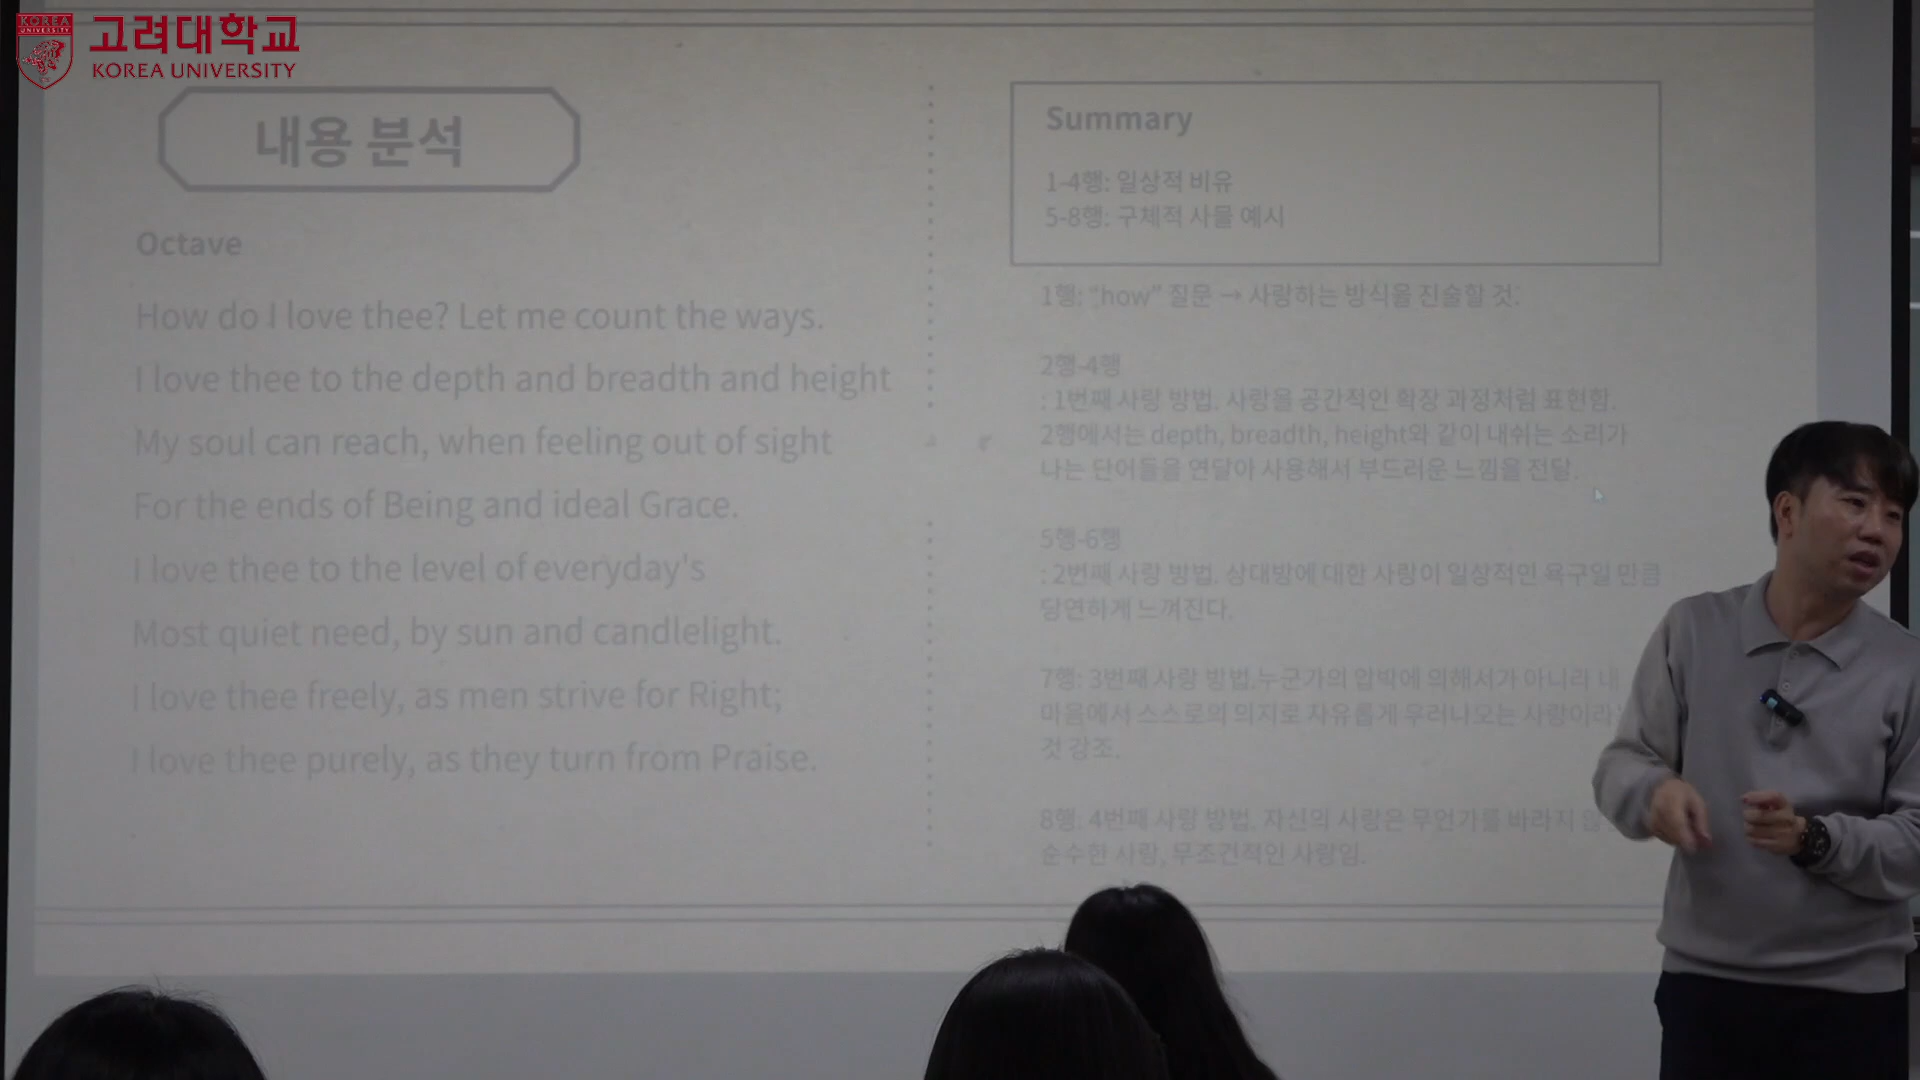 KOREA
UNIVERSITY
고려대학교
KOREA UNIVERSITY
내용 분석
Octave
How do I love thee? Let me count the ways.
I love thee to the depth and breadth and height
My soul can reach, when feeling out of sight
For the ends of Being and ideal Grace.
I love thee to the level of everyday's
Most quiet need, by sun and candlelight.
I love thee freely, as men strive for Right;
I love thee purely, as they turn from Praise.
Summary
1-4행: 일상적 비유
5-8행: 구체적 사물 예시
1행: “how” 질문 → 사랑하는 방식을 진술할 것.
2행-4행
: 1번째 사랑 방법. 사랑을 공간적인 확장 과정처럼 표현함.
2행에서는 depth, breadth, height와 같이 내쉬는 소리가
나는 단어들을 연달아 사용해서 부드러운 느낌을 전달.
5행-6행
: 2번째 사랑 방법. 상대방에 대한 사랑이 일상적인 욕구일 만큼
당연하게 느껴진다.
7행: 3번째 사랑 방법.누군가의 압박에 의해서가 아니라 내
마음에서 스스로의 의지로 자유롭게 우러나오는 사랑이라
것 강조.
8행: 4번째 사랑 방법. 자신의 사랑은 무언가를 바라지
순수한 사랑, 무조건적인 사랑임.